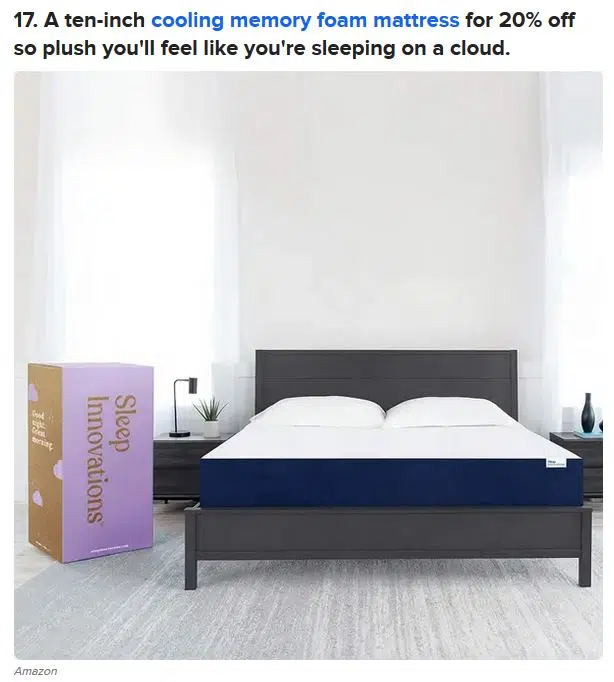 17. A ten-inch cooling memory foam mattress for 20% off
so plush you'll feel like you're sleeping on a cloud.
Sleep
Innovations
Good
night.
Great
morning.
Amazon